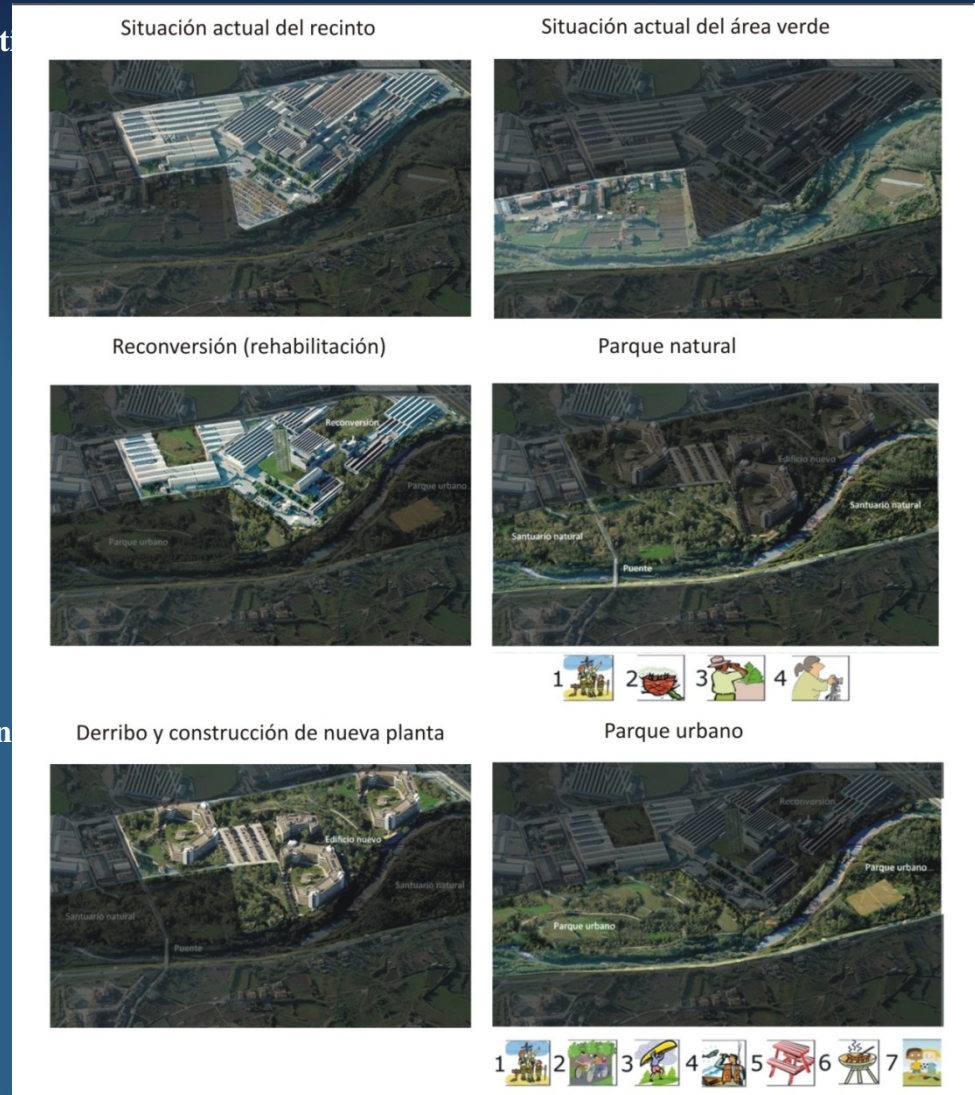 Situación actual del recinto
Situación actual del área verde
Reconversión (rehabilitación)
Parque natural
Reconversión
Parque urbano
Parque urbano
Edificio nuevo
Santuario natural
Santuario natural
Puente
1 2 3 4
Derribo y construcción de nueva planta
Parque urbano
Edificio nuevo
Santuario natural
Santuario natural
Puente
Reconversión
Parque urbano
Parque urbano
1 2 3 4 5 6 7